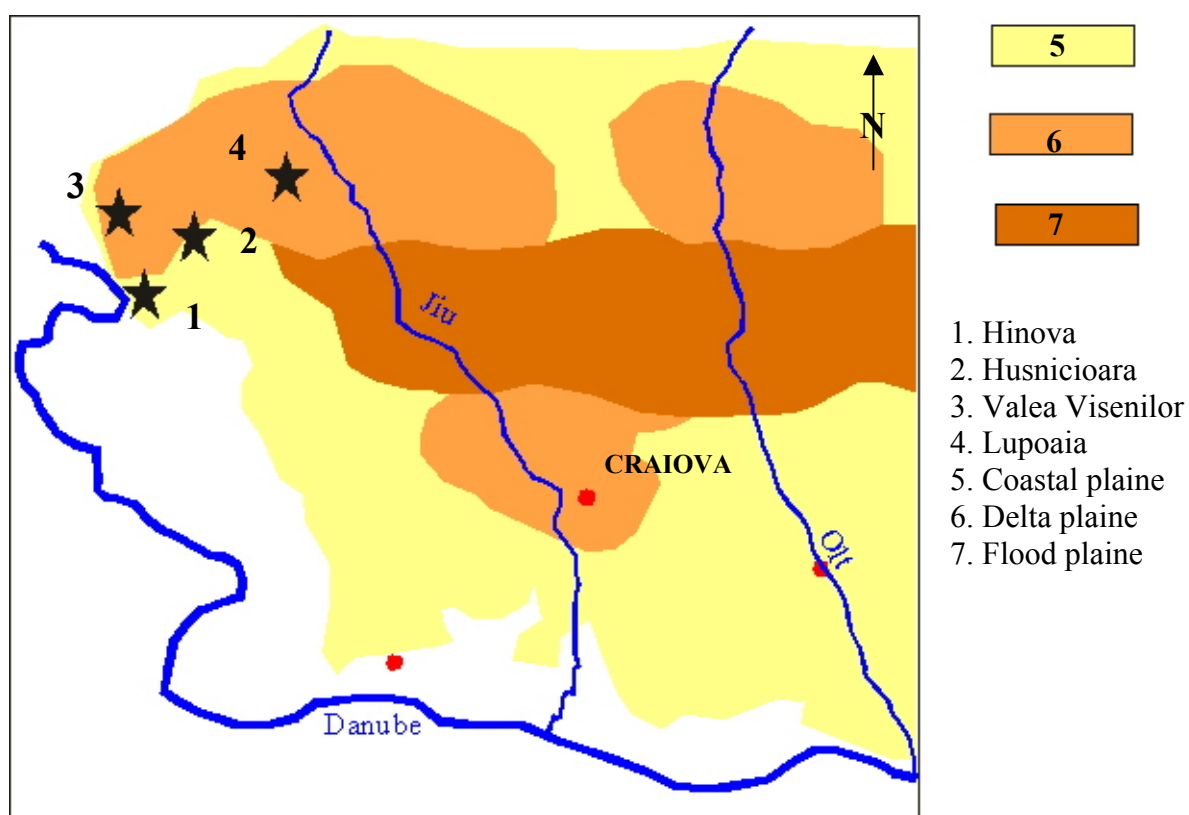 5
N
4
6
3
7
2
1
Jiu
1. Hinova
2. Husnicioara
3. Valea Visenilor
4. Lupoaia
5. Coastal plaine
6. Delta plaine
7. Flood plaine
CRAIOVA
Olt
Danube